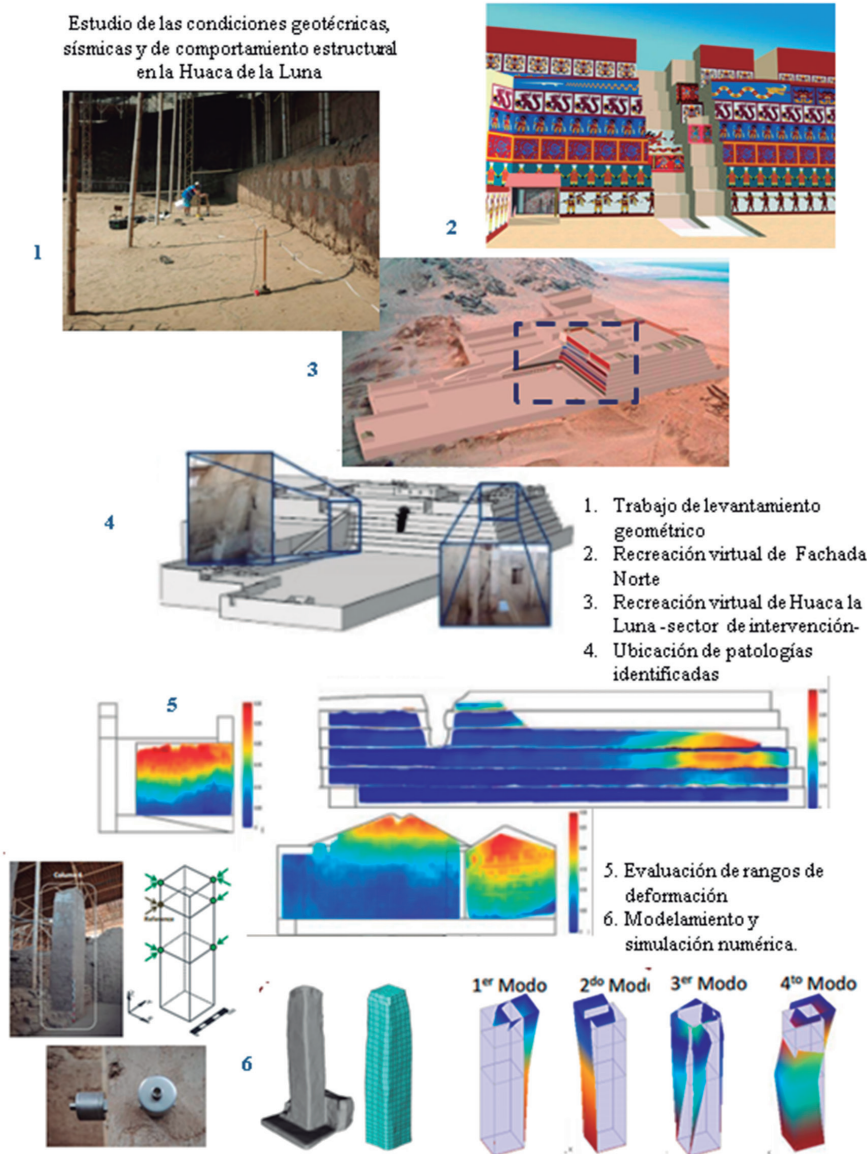 Estudio de las condiciones geotécnicas,
sísmicas y de comportamiento estructural
en la Huaca de la Luna
1
2
3
4
1. Trabajo de levantamiento
geométrico
2. Recreación virtual de Fachada
Norte
3. Recreación virtual de Huaca la
Luna -sector de intervención-
4. Ubicación de patologías
identificadas
5
5. Evaluación de rangos de
deformación
6. Modelamiento y
simulación numérica.
Reference
6
1er Modo
2do Modo
3er Modo
4to Modo